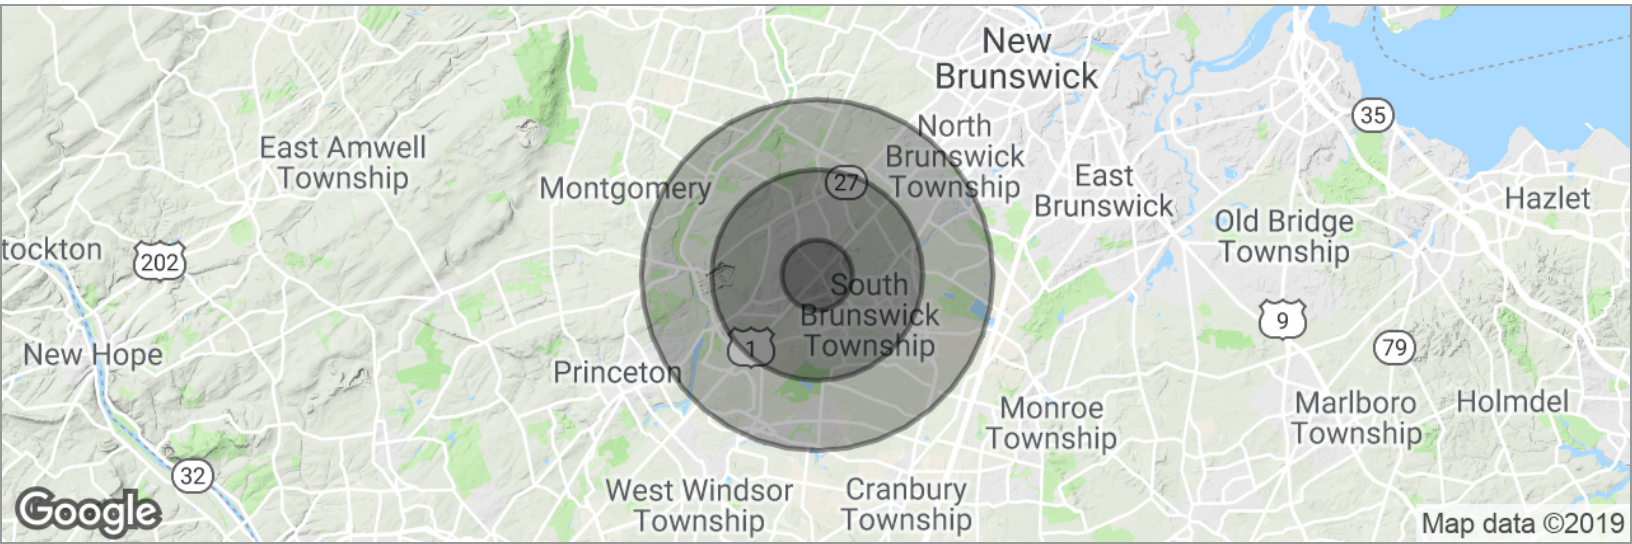 New
Brunswick
35
North
Brunswick
Township
East Amwell
Township
27
Montgomery
East
Brunswick
Hazlet
Old Bridge
Township
tockton
202
South
Brunswick
Township
9
1
79
New Hope
Princeton
Monroe
Township
Marlboro
Township
Holmdel
32
West Windsor
Township
Cranbury
Township
Google
Map data ©2019